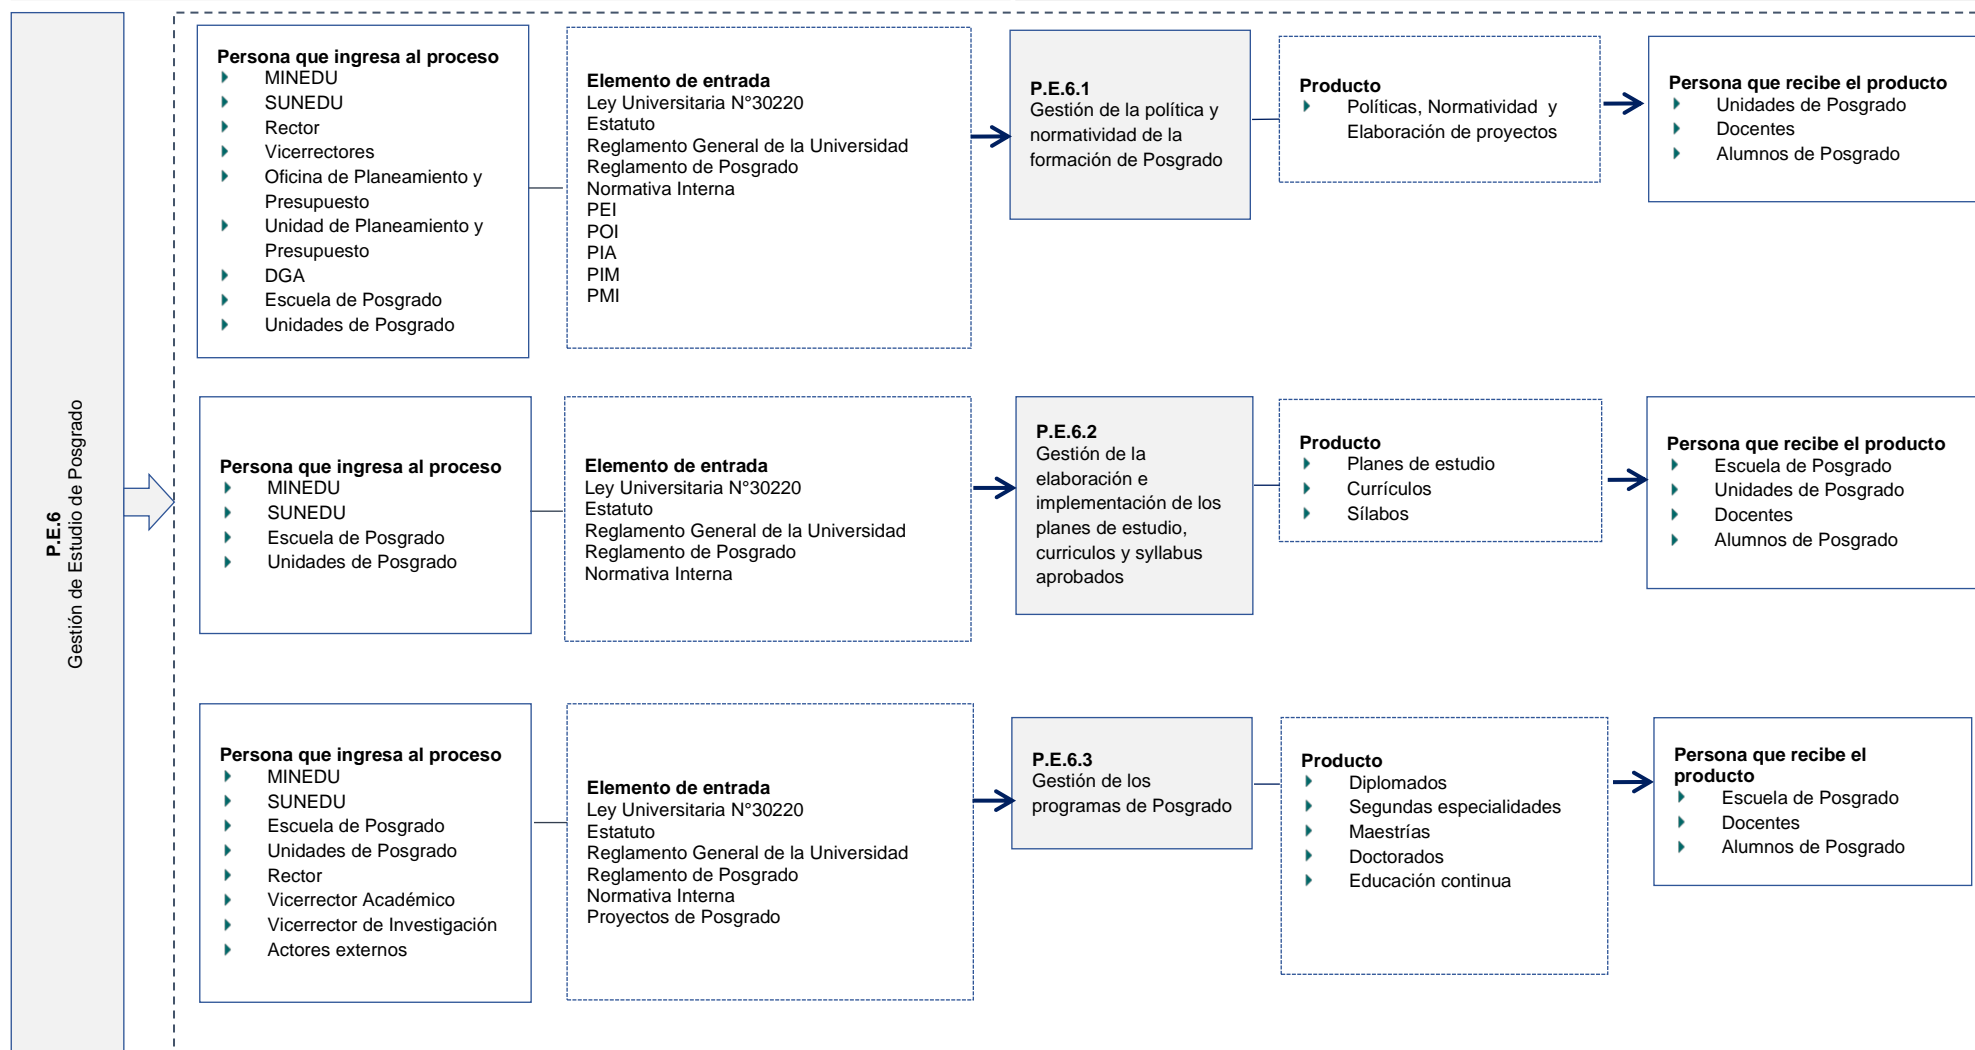 P.E.6
Gestión de Estudio de Posgrado
Persona que ingresa al proceso
MINEDU
SUNEDU
Rector
Vicerrectores
Oficina de Planeamiento y
Presupuesto
Unidad de Planeamiento y
Presupuesto
DGA
Escuela de Posgrado
Unidades de Posgrado
Elemento de entrada
Ley Universitaria N°30220
Estatuto
Reglamento General de la Universidad
Reglamento de Posgrado
Normativa Interna
PEI
POI
PIA
PIM
PMI
P.E.6.1
Gestión de la política y
normatividad de la
formación de Posgrado
Producto
Políticas, Normatividad y
Elaboración de proyectos
Persona que recibe el producto
Unidades de Posgrado
Docentes
Alumnos de Posgrado
Persona que ingresa al proceso
MINEDU
SUNEDU
Escuela de Posgrado
Unidades de Posgrado
Elemento de entrada
Ley Universitaria N°30220
Estatuto
Reglamento General de la Universidad
Reglamento de Posgrado
Normativa Interna
P.E.6.2
Gestión de la
elaboración e
implementación de los
planes de estudio,
curriculos y syllabus
aprobados
Producto
Planes de estudio
Currículos
Sílabos
Persona que recibe el producto
Escuela de Posgrado
Unidades de Posgrado
Docentes
Alumnos de Posgrado
Persona que ingresa al proceso
MINEDU
SUNEDU
Escuela de Posgrado
Unidades de Posgrado
Rector
Vicerrector Académico
Vicerrector de Investigación
Actores externos
Elemento de entrada
Ley Universitaria N°30220
Estatuto
Reglamento General de la Universidad
Reglamento de Posgrado
Normativa Interna
Proyectos de Posgrado
P.E.6.3
Gestión de los
programas de Posgrado
Producto
Diplomados
Segundas especialidades
Maestrías
Doctorados
Educación continua
Persona que recibe el
producto
Escuela de Posgrado
Docentes
Alumnos de Posgrado